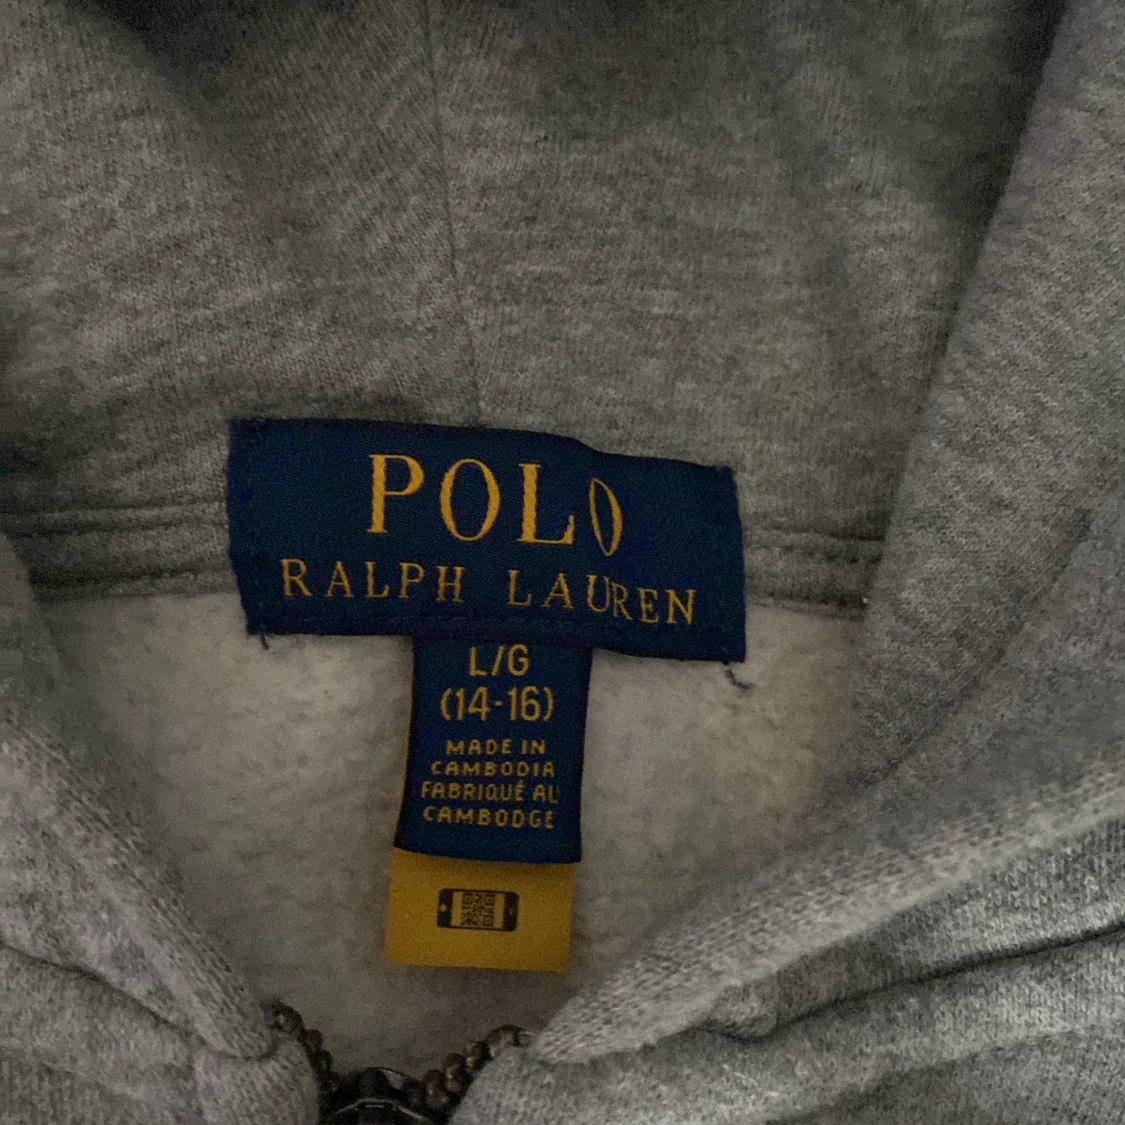 POLO
RALPH LAUREN
L/G
(14-16)
MADE IN
CAMBODIA
FABRIQUÉ AU
CAMBODGE